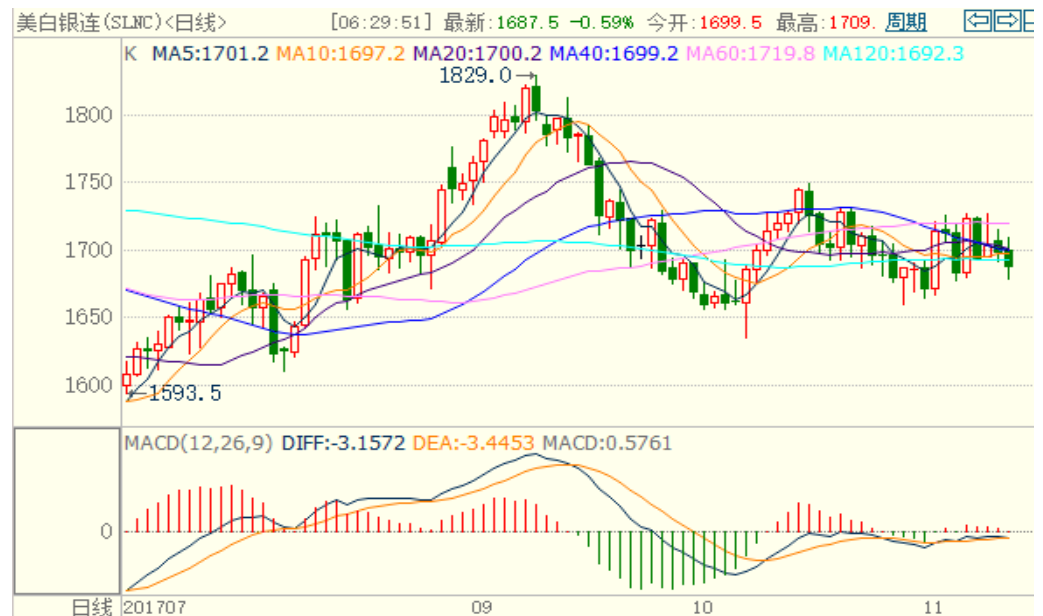 美白银连(SLNC)<日线> [06:29:51] 最新:1687.5 -0.59% 今开:1699.5 最高:1709. 周期
K MA5:1701.2 MA10:1697.2 MA20:1700.2 MA40:1699.2 MA60:1719.8 MA120:1692.3
1829.0→
1800
1750
1700
1650
1600
←1593.5
MACD(12,26,9) DIFF:-3.1572 DEA:-3.4453 MACD:0.5761
0
日线 201707 09 10 11